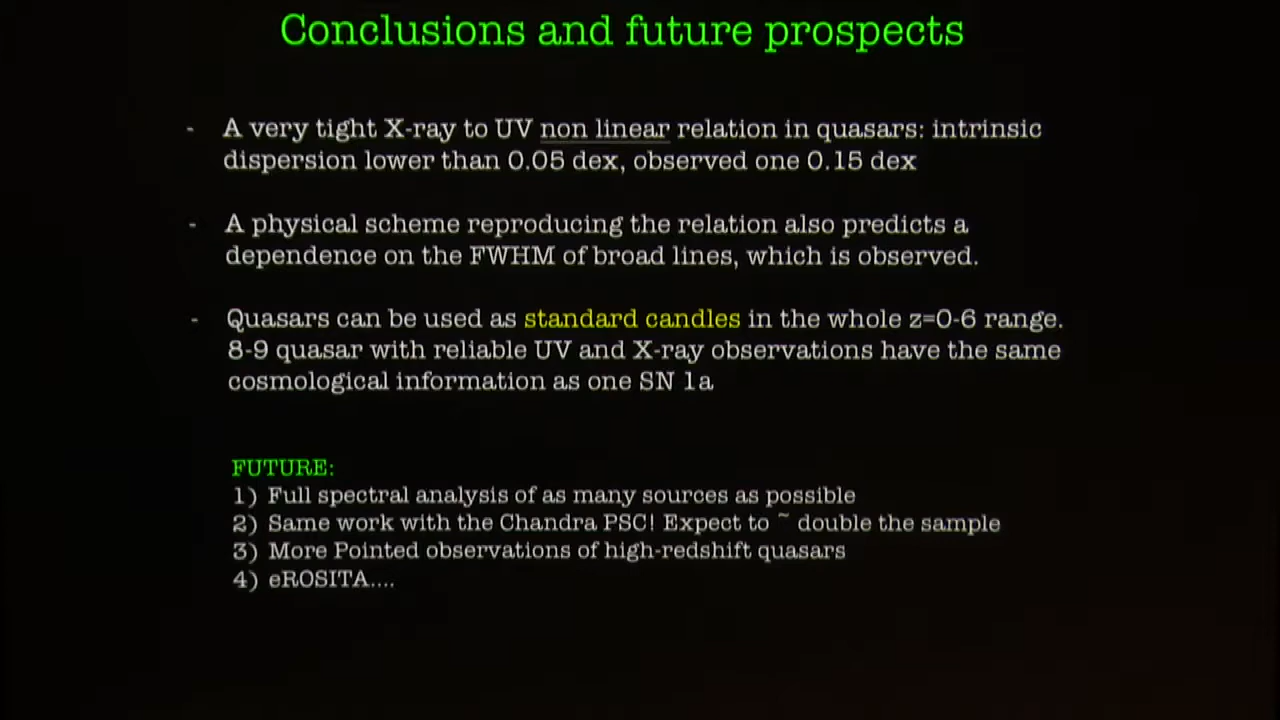 Conclusions and future prospects
- A very tight X-ray to UV non linear relation in quasars: intrinsic
dispersion lower than 0.05 dex, observed one 0.15 dex
- A physical scheme reproducing the relation also predicts a
dependence on the FWHM of broad lines, which is observed.
- Quasars can be used as standard candles in the whole z=0-6 range.
8-9 quasar with reliable UV and X-ray observations have the same
cosmological information as one SN 1a
FUTURE:
1) Full spectral analysis of as many sources as possible
2) Same work with the Chandra PSC! Expect to ~ double the sample
3) More Pointed observations of high-redshift quasars
4) eROSITA....